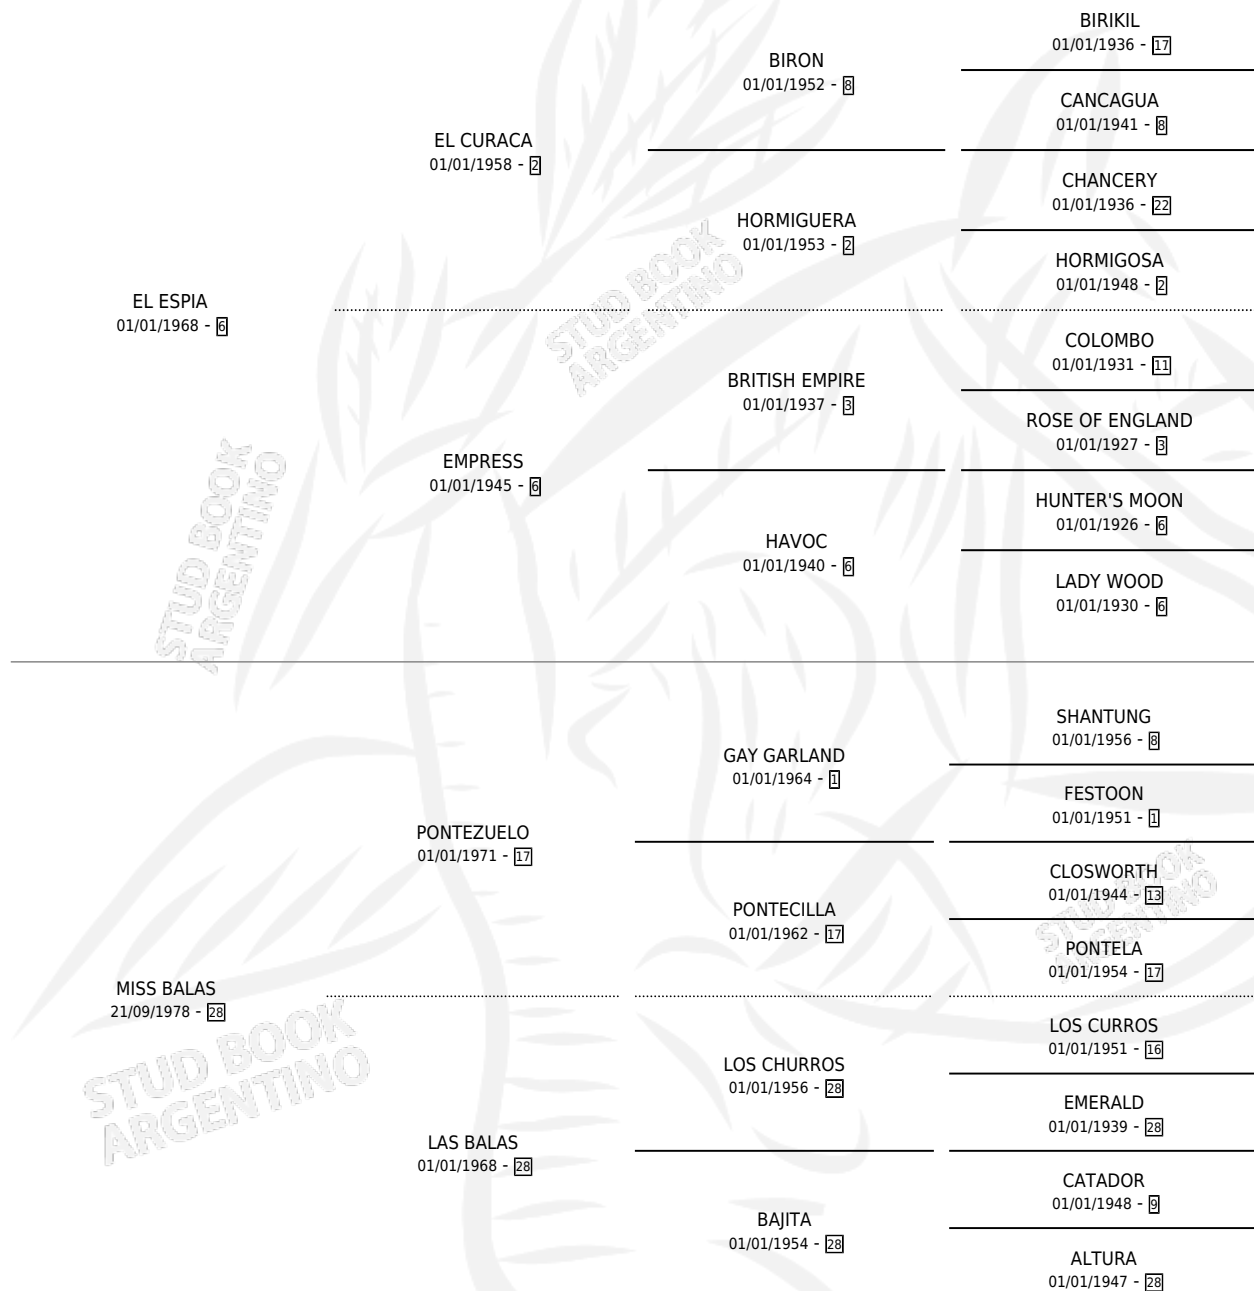 BIRIKIL
01/01/1936 - 17
BIRON
01/01/1952 - 8
CANCAGUA
01/01/1941 - 8
EL CURACA
01/01/1958 - 2
CHANCERY
01/01/1936 - 22
HORMIGUERA
01/01/1953 - 2
HORMIGOSA
01/01/1948 - 2
EL ESPIA
01/01/1968 - 6
COLOMBO
01/01/1931 - 11
BRITISH EMPIRE
01/01/1937 - 3
ROSE OF ENGLAND
01/01/1927 - 3
EMPRESS
01/01/1945 - 6
HUNTER'S MOON
01/01/1926 - 6
HAVOC
01/01/1940 - 6
LADY WOOD
01/01/1930 - 6
STUD BOOK
ARGENTINO
STUD BOOK
ARGENTINO
SHANTUNG
01/01/1956 - 8
GAY GARLAND
01/01/1964 - 1
FESTOON
01/01/1951 - 1
PONTEZUELO
01/01/1971 - 17
CLOSWORTH
01/01/1944 - 13
PONTECILLA
01/01/1962 - 17
PONTELA
01/01/1954 - 17
MISS BALAS
21/09/1978 - 28
LOS CURROS
01/01/1951 - 16
LOS CHURROS
01/01/1956 - 28
EMERALD
01/01/1939 - 28
LAS BALAS
01/01/1968 - 28
CATADOR
01/01/1948 - 9
BAJITA
01/01/1954 - 28
ALTURA
01/01/1947 - 28
STUD BOOK
ARGENTINO
STUD BOOK
ARGENTINO